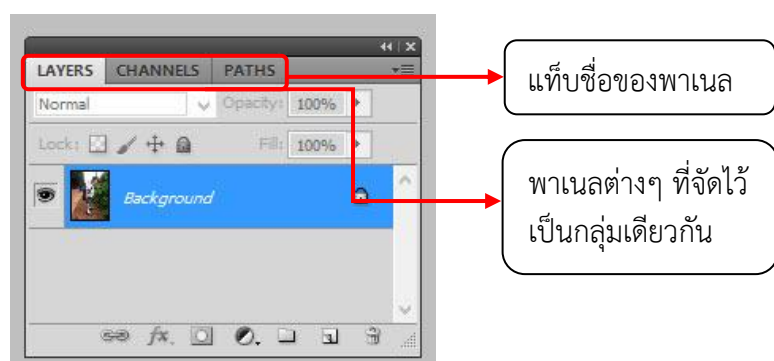 LAYERS CHANNELS PATHS
Normal Opacity: 100%
Lock: Fill: 100%
Background
fx.
แท็บชื่อของพาเนล
พาเนลต่างๆ ที่จัดไว้
เป็นกลุ่มเดียวกัน